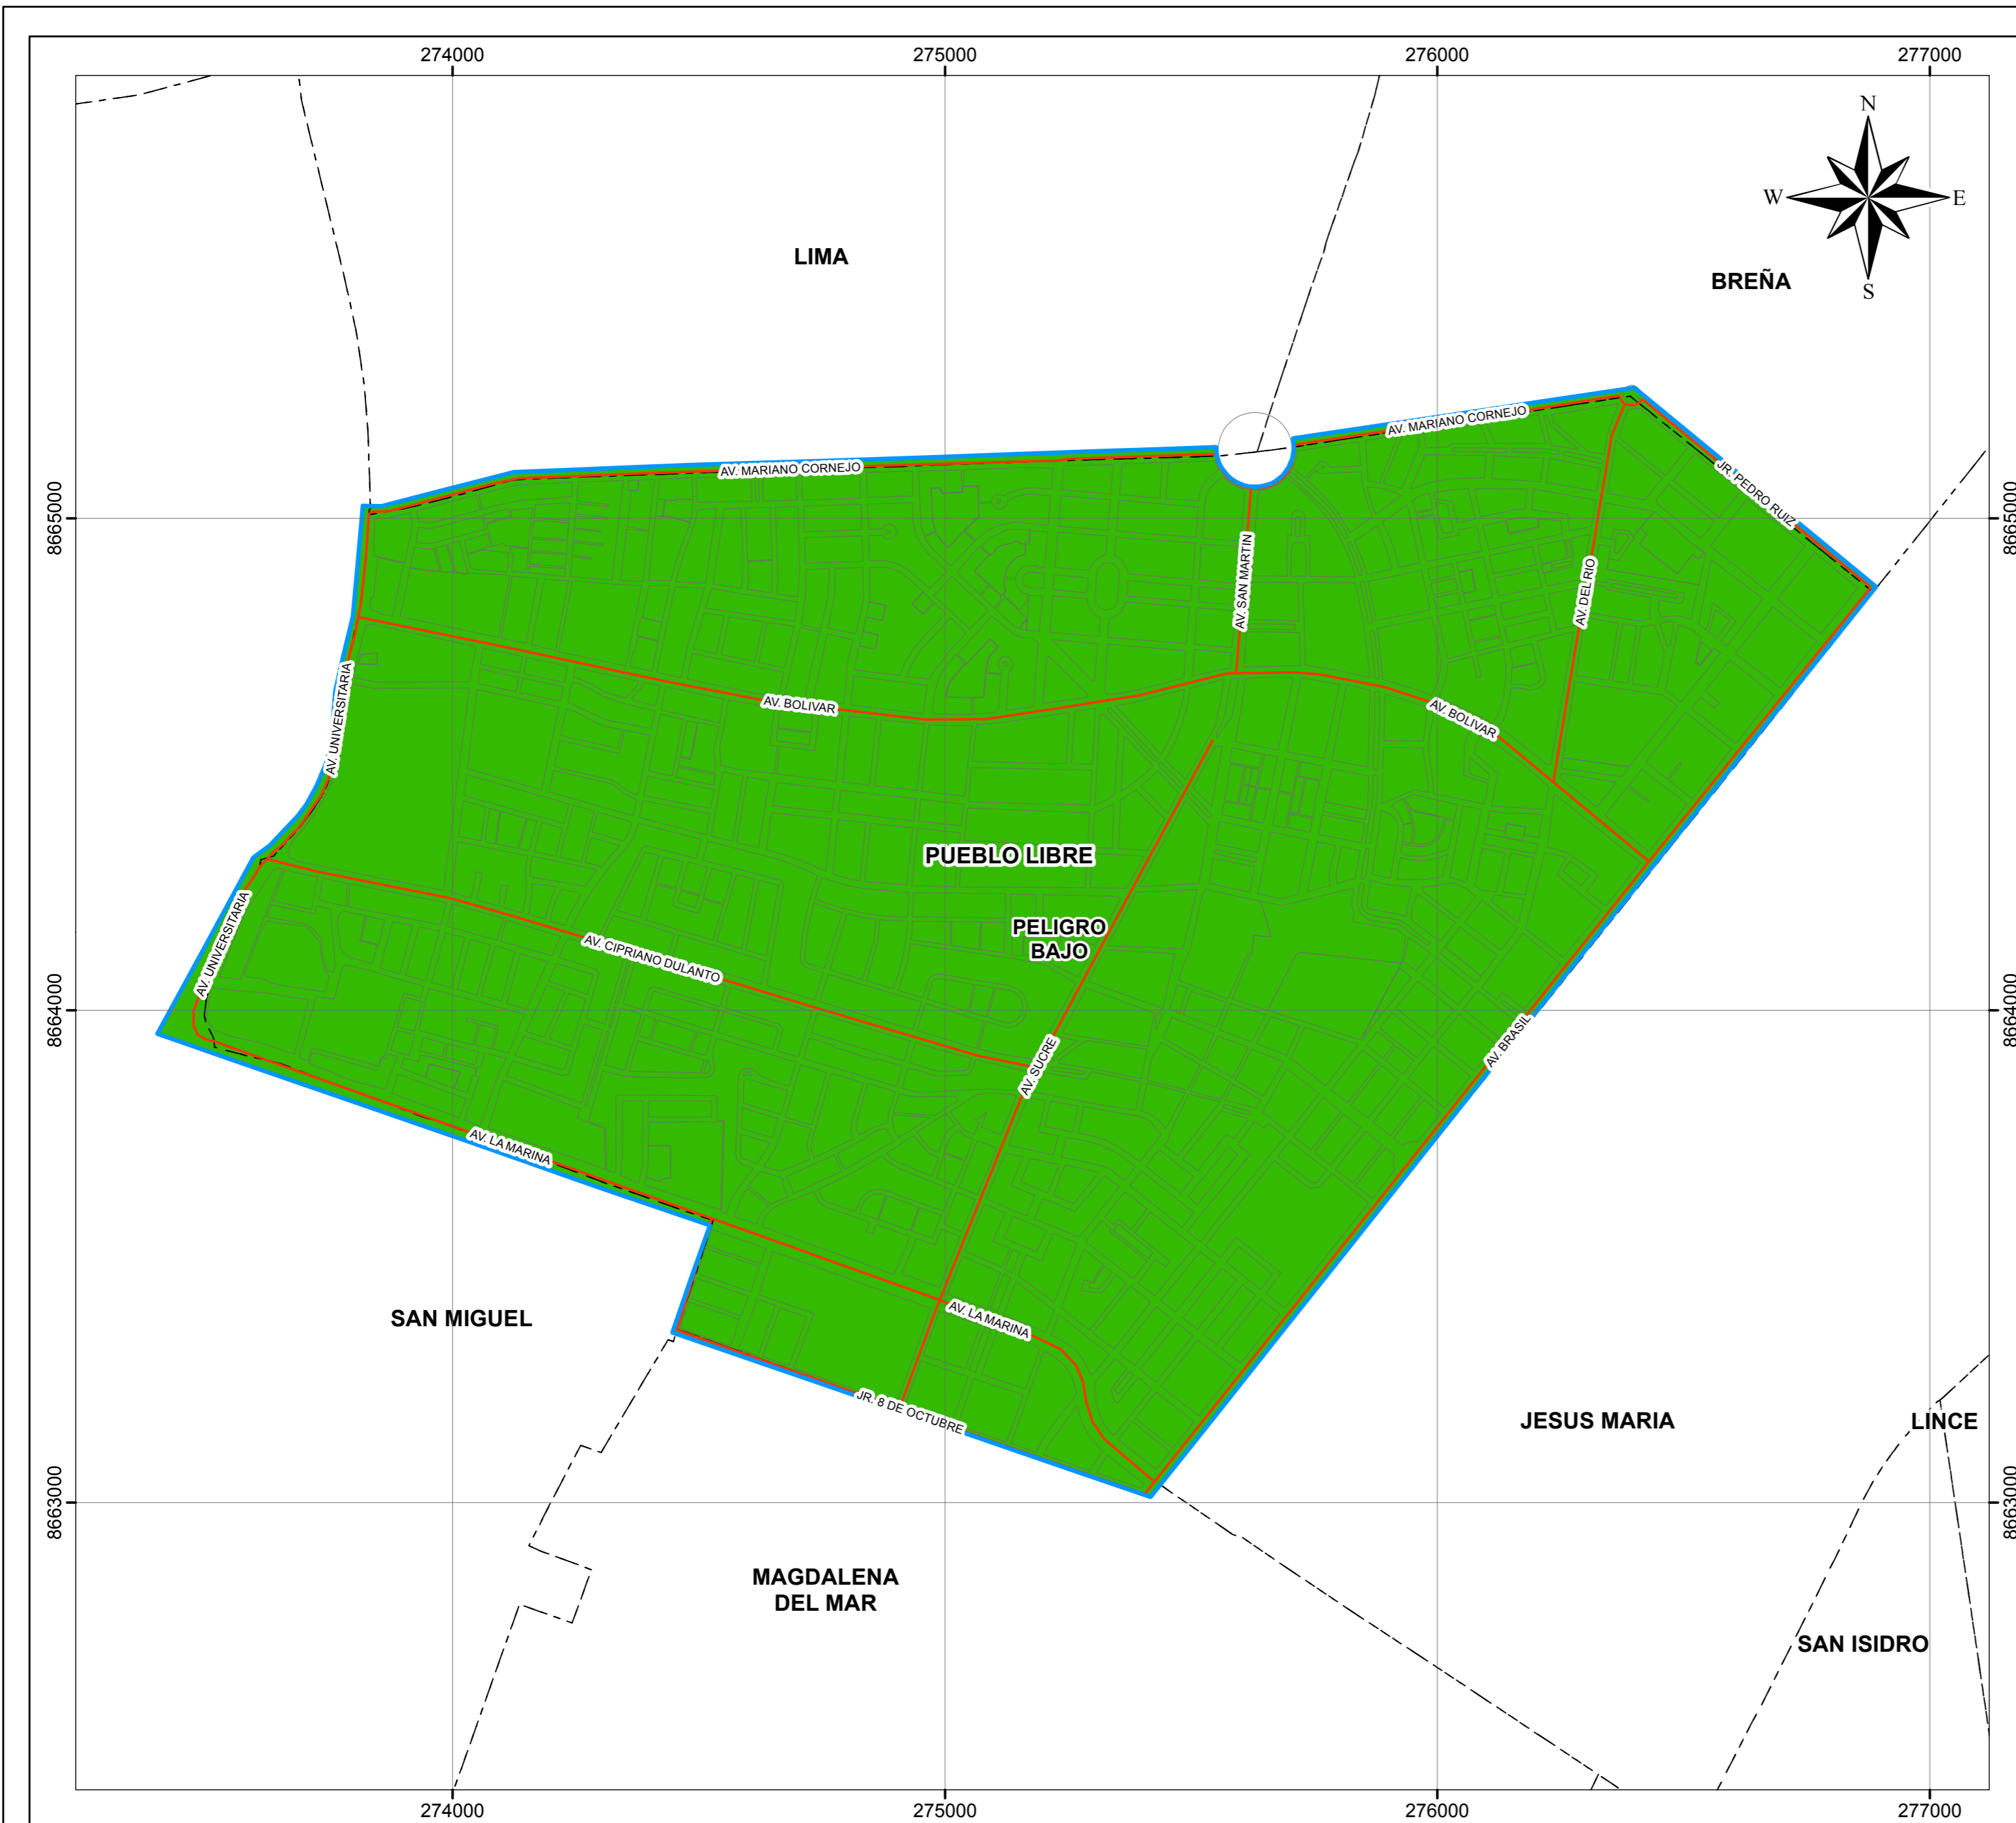 274000
275000
276000
277000
N
W
E
S
LIMA
BREÑA
AV. MARIANO CORNEJO
AV. MARIANO CORNEJO
JR. PEDRO RUIZ
8665000
8665000
AV. SAN MARTIN
AV. DEL RIO
AV. UNIVERSITARIA
AV. BOLIVAR
AV. BOLIVAR
PUEBLO LIBRE
AV. UNIVERSITARIA
PELIGRO
BAJO
AV. CIPRIANO DULANTO
8664000
8664000
AV. SUCRE
AV. BRASIL
AV. LA MARINA
SAN MIGUEL
AV. LA MARINA
JR. 8 DE OCTUBRE
JESUS MARIA
LINCE
8663000
8663000
MAGDALENA
DEL MAR
SAN ISIDRO
274000
275000
276000
277000